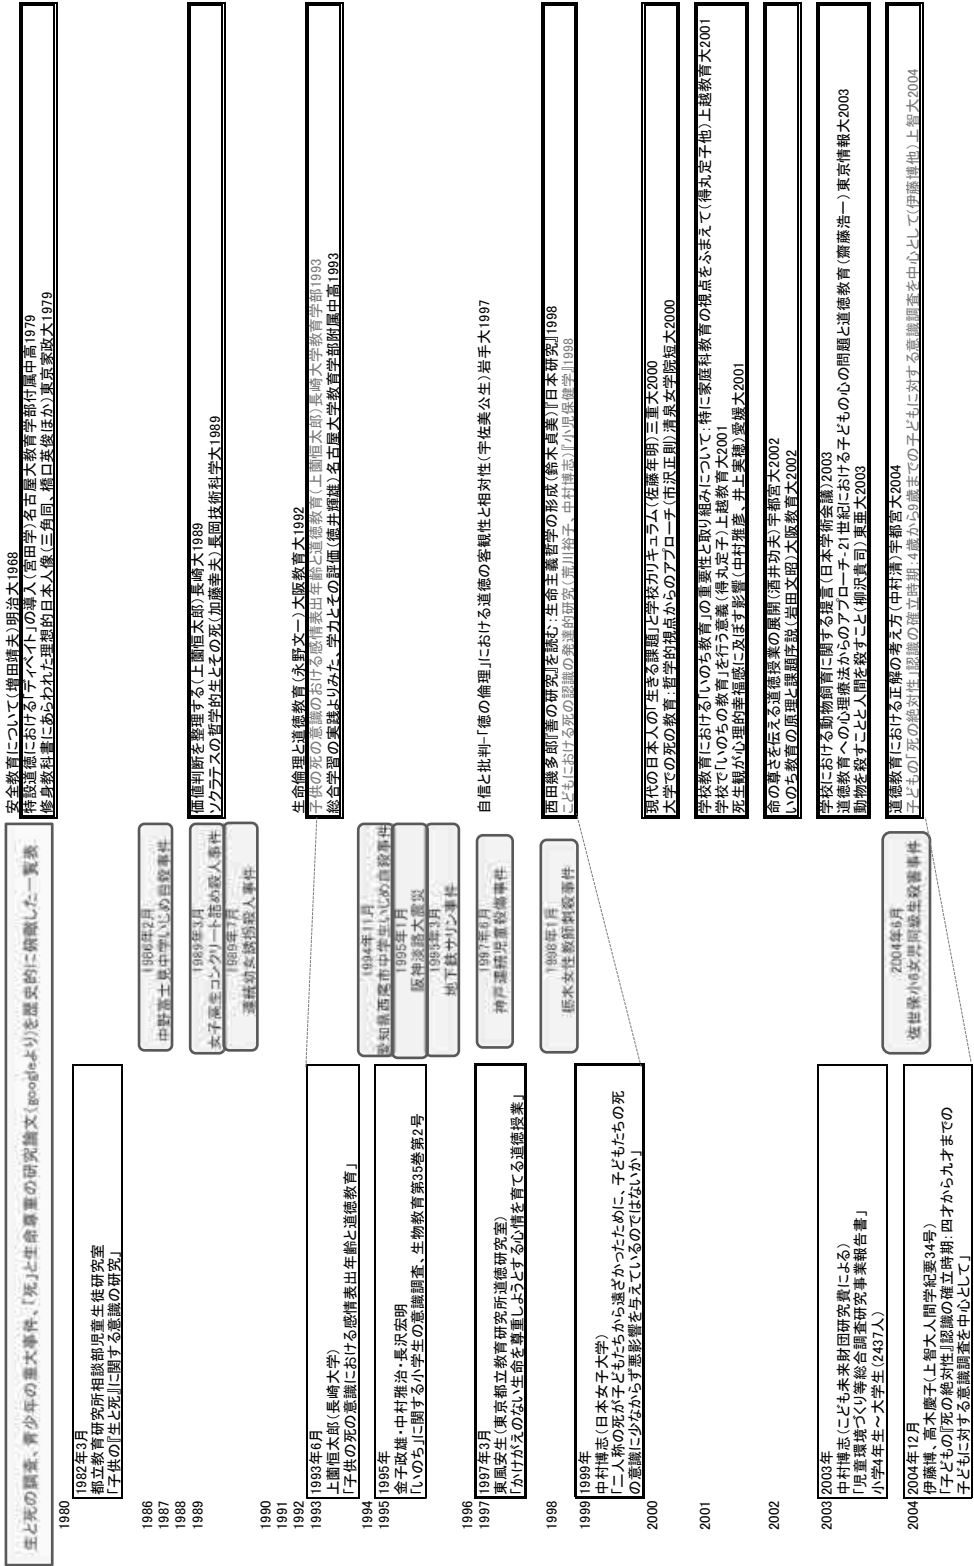 生と死の調査、青少年の重大事件、「死」と生命尊重の研究論文(googleより)を歴史的に俯瞰した一覧表
1980
1982年3月
都立教育研究所相談部児童生徒研究室
「子供の『生と死』に関する意識の研究」
1986
1987
1988
1989
1990
1991
1992
1993
1993年6月
上薗恒太郎(長崎大学)
「子供の死の意識における感情表出年齢と道徳教育」
1994
1995
1995年
金子政雄・中村雅治・長沢宏明
「『いのち』に関する小学生の意識調査、生物教育第35巻第2号
1996
1997
1997年3月
東風安生(東京都立教育研究所道徳研究室)
「かけがえのない生命を尊重しようとする心情を育てる道徳授業」
1998
1999
1999年
中村博志(日本女子大学)
「二人称の死が子どもたちから遠ざかったために、子どもたちの死
の意識に少なからず悪影響を与えているのではないか」
2000
2001
2002
2003
2003年
中村博志(こども未来財団研究費による)
「児童環境づくり等総合調査研究事業報告書」
小学4年生~大学生(2437人)
2004
2004年12月
伊藤博、高木慶子(上智大人間学紀要34号)
「子どもの『死の絶対性』認識の確立時期:四才から九才までの
子どもに対する意識調査を中心として」
1986年2月
中野富士見中学いじめ自殺事件
1989年3月
女子高生コンクリート詰め殺人事件
1989年7月
連続幼女誘拐殺人事件
1994年11月
愛知県西尾市中学生いじめ自殺事件
1995年1月
阪神淡路大震災
1995年3月
地下鉄サリン事件
1997年6月
神戸連続児童殺傷事件
1998年1月
栃木女性教師刺殺事件
2004年6月
佐世保小6女児同級生殺害事件
安全教育について(増田靖夫)明治大1968
特設道徳における「ディベイト」の導入(宮田学)名古屋大教育学部付属中高1979
修身教科書にあらわれた理想的日本人像(三角同、橋口英俊ほか)東京家政大1979
価値判断を整理する(上薗恒太郎)長崎大1989
ソクラテスの哲学的生とその死(加藤幸夫)長岡技術科学大1989
生命倫理と道徳教育(永野文一)大阪教育大1992
子供の死の意識のおける感情表出年齢と道徳教育(上薗恒太郎)長崎大学教育学部1993
総合学習の実践よりみた、学力とその評価(徳井輝雄)名古屋大学教育学部附属中高1993
自信と批判-「徳の倫理」における道徳の客観性と相対性(宇佐美公生)岩手大1997
西田幾多郎『善の研究』を読む:生命主義哲学の形成(鈴木貞美)『日本研究』1998
こどもにおける死の認識の発達的研究(荒川裕子、中村博志)『小児保健学』1998
現代の日本人の「生きる課題」と学校カリキュラム(佐藤年明)三重大2000
大学での死の教育:哲学的視点からのアプローチ(市沢正則)清泉女学院短大2000
学校教育における「いのち教育」の重要性と取り組みについて:特に家庭科教育の視点をふまえて(得丸定子他)上越教育大2001
学校で「いのちの教育」を行う意義(得丸定子)上越教育大2001
死生観が心理的幸福感に及ぼす影響(中村雅彦、井上実穂)愛媛大2001
命の尊さを伝える道徳授業の展開(酒井功夫)宇都宮大2002
いのち教育の原理と課題序説(岩田文昭)大阪教育大2002
学校における動物飼育に関する提言(日本学術会議)2003
道徳教育への心理療法からのアプローチ-21世紀における子どもの心の問題と道徳教育(齋藤浩一)東京情報大2003
動物を殺すことと人間を殺すこと(柳沢貴司)東亜大2003
道徳教育における正解の考え方(中村清)宇都宮大2004
子どもの「死の絶対性」認識の確立時期:4歳から9歳までの子どもに対する意識調査を中心として(伊藤博他)上智大2004